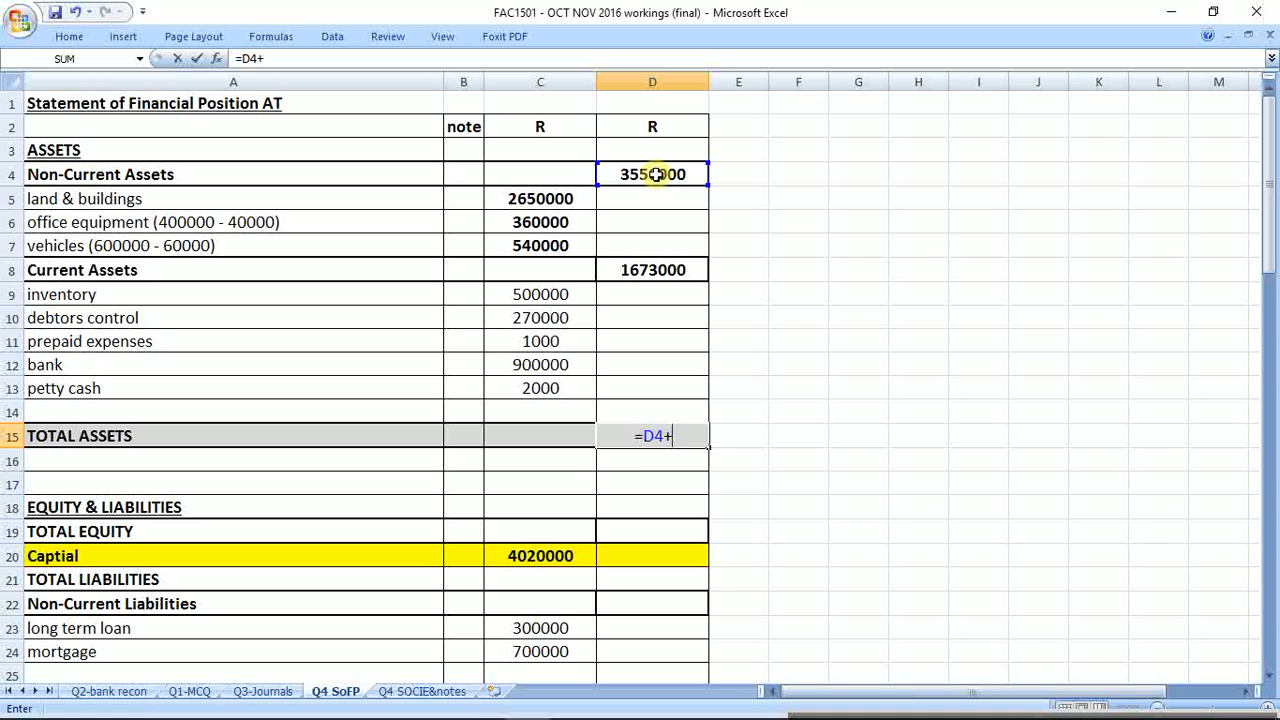 FAC1501 - OCT NOV 2016 workings (final) - Microsoft Excel
Home Insert Page Layout Formulas Data Review View Foxit PDF
SUM fx =D4+
A B C D E F G H I J K L M
1 Statement of Financial Position AT
2 note R R
3 ASSETS
4 Non-Current Assets 3550000
5 land & buildings 2650000
6 office equipment (400000 - 40000) 360000
7 vehicles (600000 - 60000) 540000
8 Current Assets 1673000
9 inventory 500000
10 debtors control 270000
11 prepaid expenses 1000
12 bank 900000
13 petty cash 2000
14
15 TOTAL ASSETS =D4+
16
17
18 EQUITY & LIABILITIES
19 TOTAL EQUITY
20 Captial 4020000
21 TOTAL LIABILITIES
22 Non-Current Liabilities
23 long term loan 300000
24 mortgage 700000
25
Q2-bank recon Q1-MCQ Q3-Journals Q4 SoFP Q4 SOCIE&notes
Enter